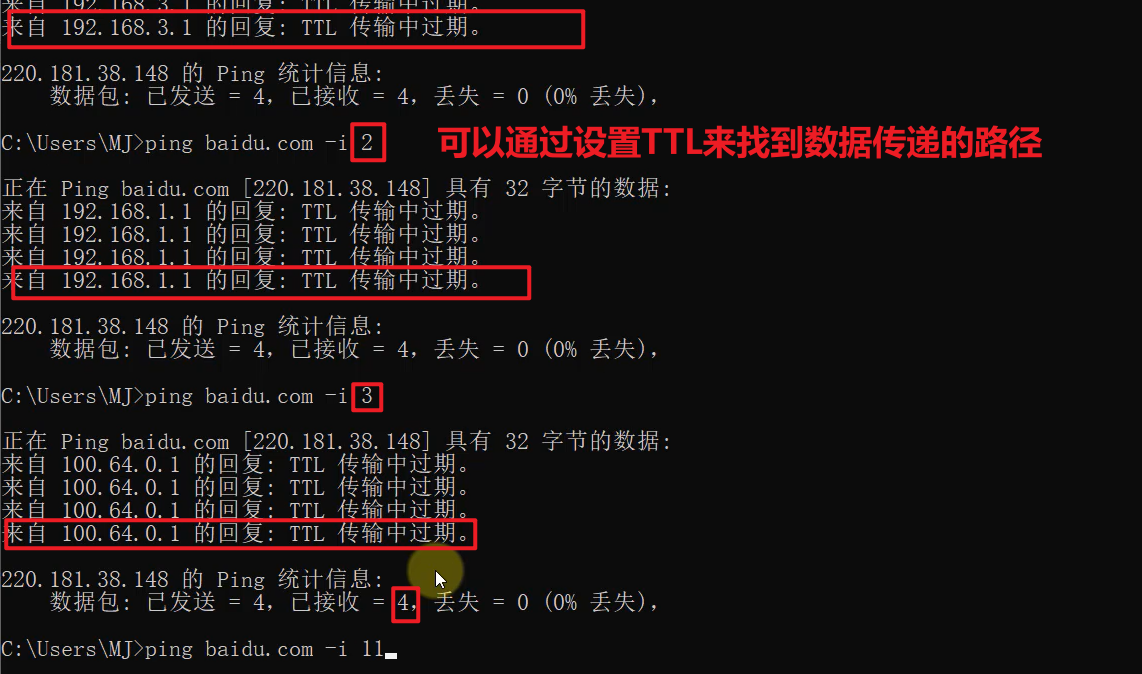 来自 192.168.3.1 的回复: TTL 传输中过期。
来自 192.168.3.1 的回复: TTL 传输中过期。
220.181.38.148 的 Ping 统计信息:
数据包: 已发送 = 4，已接收 = 4，丢失 = 0 (0% 丢失)，
C:\Users\MJ>ping baidu.com -i 2
可以通过设置TTL来找到数据传递的路径
正在 Ping baidu.com [220.181.38.148] 具有 32 字节的数据:
来自 192.168.1.1 的回复: TTL 传输中过期。
来自 192.168.1.1 的回复: TTL 传输中过期。
来自 192.168.1.1 的回复: TTL 传输中过期。
来自 192.168.1.1 的回复: TTL 传输中过期。
220.181.38.148 的 Ping 统计信息:
数据包: 已发送 = 4，已接收 = 4，丢失 = 0 (0% 丢失)，
C:\Users\MJ>ping baidu.com -i 3
正在 Ping baidu.com [220.181.38.148] 具有 32 字节的数据:
来自 100.64.0.1 的回复: TTL 传输中过期。
来自 100.64.0.1 的回复: TTL 传输中过期。
来自 100.64.0.1 的回复: TTL 传输中过期。
来自 100.64.0.1 的回复: TTL 传输中过期。
220.181.38.148 的 Ping 统计信息:
数据包: 已发送 = 4，已接收 = 4，丢失 = 0 (0% 丢失)，
C:\Users\MJ>ping baidu.com -i 11